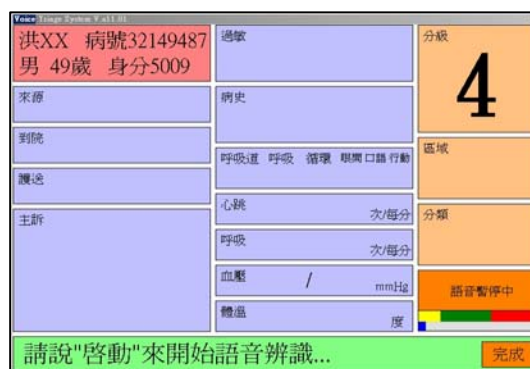 Voice Triage System V.a11.01
洪XX 病號32149487
男 49歲 身分5009
來源
到院
護送
主訴
過敏
病史
呼吸道 呼吸 循環 眼開 口語 行動
心跳 次/每分
呼吸 次/每分
血壓 / mmHg
體溫 度
分級
4
區域
分類
語音暫停中
請說"啓動"來開始語音辨識...
完成